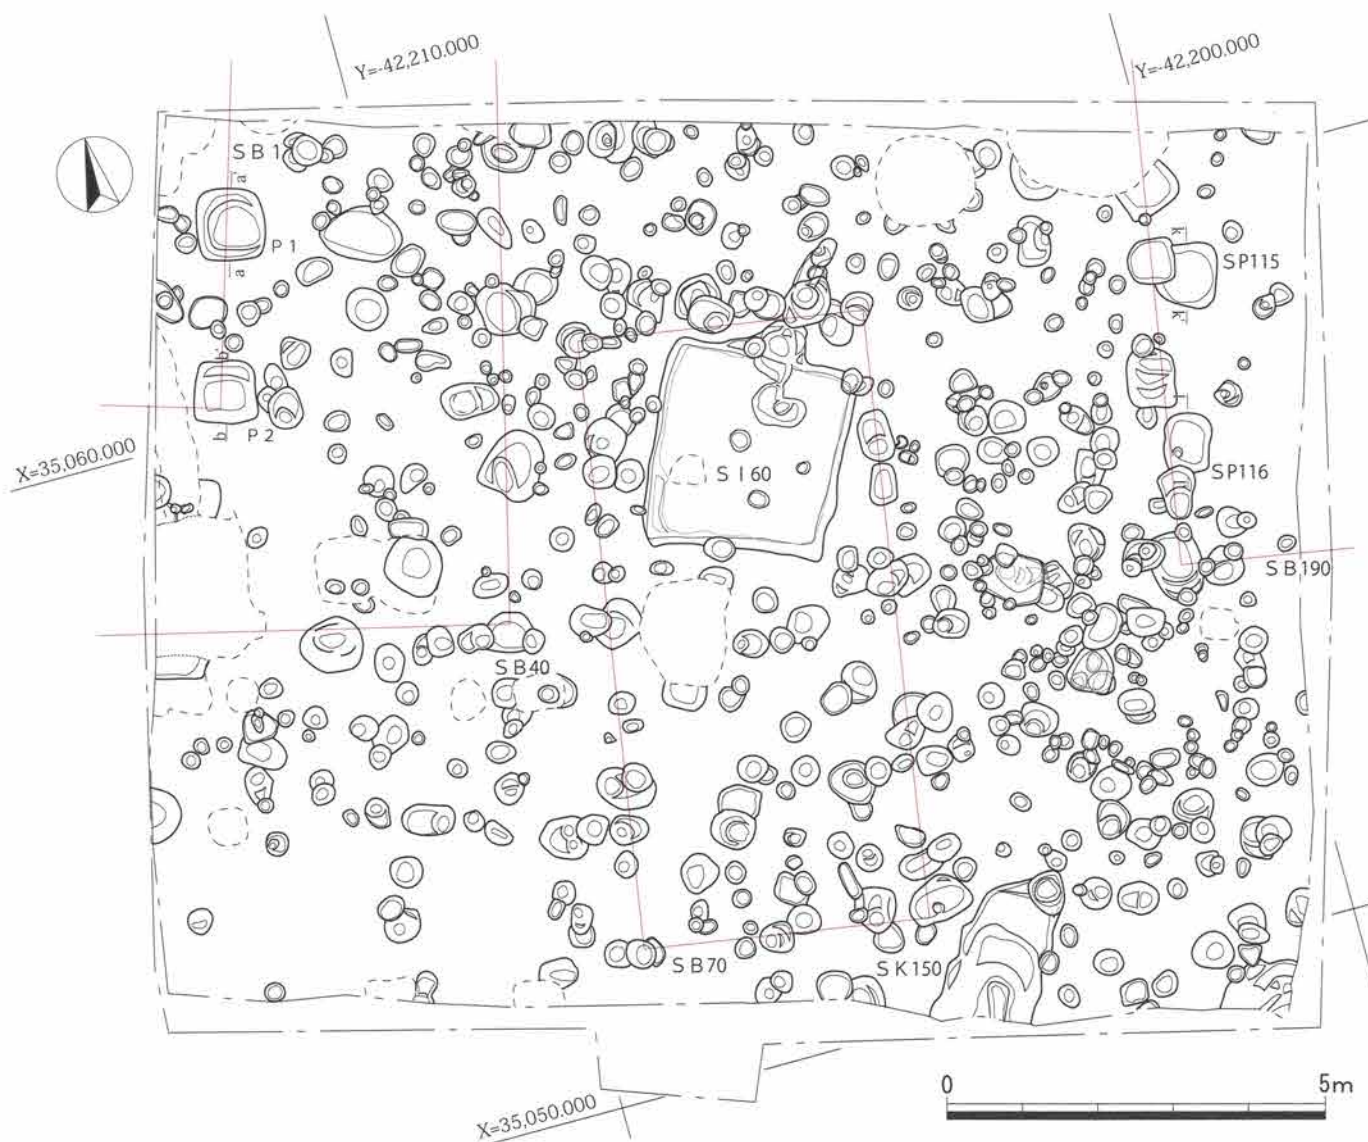 Y=-42,210.000
Y=-42,200.000
SB1
a
P1
a
k
SP115
k
b
P2
b
X=35,060.000
SI60
l
SP116
SB190
SB40
SB70
SK150
X=35,050.000
0
5m